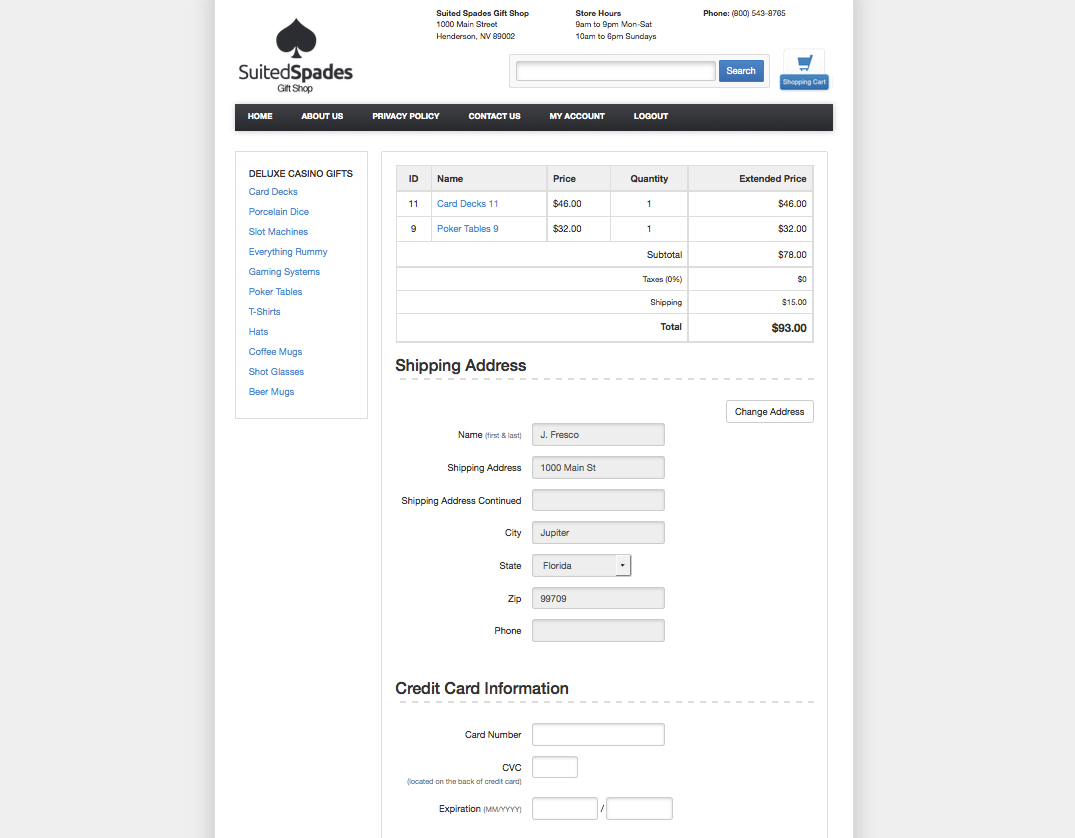 Suited Spades Gift Shop
1000 Main Street
Henderson, NV 89002
Store Hours
9am to 9pm Mon-Sat
10am to 6pm Sundays
Phone: (800) 543-8765
SuitedSpades
Gift Shop
Search
Shopping Cart
HOME ABOUT US PRIVACY POLICY CONTACT US MY ACCOUNT LOGOUT
DELUXE CASINO GIFTS
Card Decks
Porcelain Dice
Slot Machines
Everything Rummy
Gaming Systems
Poker Tables
T-Shirts
Hats
Coffee Mugs
Shot Glasses
Beer Mugs
ID Name Price Quantity Extended Price
11 Card Decks 11 $46.00 1 $46.00
9 Poker Tables 9 $32.00 1 $32.00
Subtotal $78.00
Taxes (0%) $0
Shipping $15.00
Total $93.00
Shipping Address
Change Address
Name (first & last) J. Fresco
Shipping Address 1000 Main St
Shipping Address Continued
City Jupiter
State Florida
Zip 99709
Phone
Credit Card Information
Card Number
CVC
(located on the back of credit card)
Expiration (MM/YYYY) /